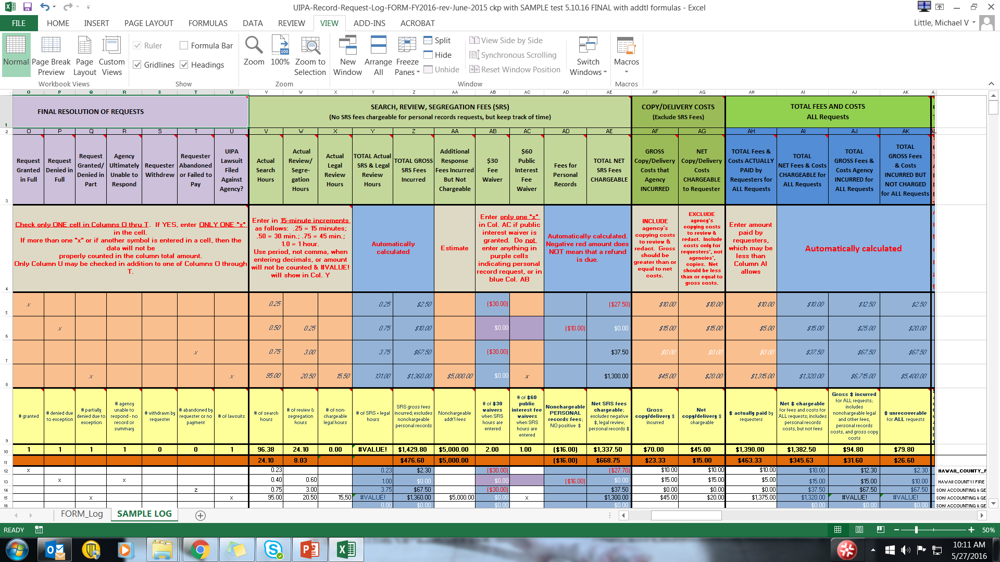 UIPA-Record-Request-Log-FORM-FY2016-rev-June-2015 ckp with SAMPLE test 5.10.16 FINAL with addtl formulas - Excel
FILE HOME INSERT PAGE LAYOUT FORMULAS DATA REVIEW VIEW ADD-INS ACROBAT Little, Michael V
Normal Page Break Preview Page Layout Custom Views
Workbook Views
Ruler Formula Bar
Gridlines Headings
Show
Zoom 100% Zoom to Selection
Zoom
New Window Arrange All Freeze Panes
Split
Hide
Unhide
View Side by Side
Synchronous Scrolling
Reset Window Position
Switch Windows
Window
Macros
Macros
O P Q R S T U V W X Y Z AA AB AC AD AE AF AG AH AI AJ AK A
1
FINAL RESOLUTION OF REQUESTS
SEARCH, REVIEW, SEGREGATION FEES (SRS)
(No SRS fees chargeable for personal records requests, but keep track of time)
COPY/DELIVERY COSTS
(Exclude SRS Fees)
TOTAL FEES AND COSTS
ALL Requests
2 O P Q R S T U V W X Y Z AA AB AC AD AE AF AG AH AI AJ AK AL
3
Request Granted in Full
Request Denied in Full
Request Granted/ Denied in Part
Agency Ultimately Unable to Respond
Requester Withdrew
Requester Abandoned or Failed to Pay
UIPA Lawsuit Filed Against Agency?
Actual Search Hours
Actual Review/ Segre-gation Hours
Actual Legal Review Hours
TOTAL Actual SRS & Legal Review Hours
TOTAL GROSS SRS Fees Incurred
Additional Response Fees Incurred But Not Chargeable
$30 Fee Waiver
$60 Public Interest Fee Waiver
Fees for Personal Records
TOTAL NET SRS Fees CHARGEABLE
GROSS Copy/Delivery Costs that Agency INCURRED
NET Copy/Delivery Costs CHARGEABLE to Requester
TOTAL Fees & Costs ACTUALLY PAID by Requesters for ALL Requests
TOTAL NET Fees & Costs CHARGEABLE for ALL Requests
TOTAL GROSS Fees & Costs Agency INCURRED for ALL Requests
TOTAL GROSS Fees & Costs INCURRED BUT NOT CHARGED for ALL Requests
4
Check only ONE cell in Columns O thru T. If YES, enter ONLY ONE "x" in the cell.
If more than one "x" or if another symbol is entered in a cell, then the data will not be
properly counted in the column total amount.
Only Column U may be checked in addition to one of Columns O through T.
Enter in 15-minute increments as follows: .25 = 15 minutes; .50 = 30 min.; .75 = 45 min.; 1.0 = 1 hour.
Use period, not comma, when entering decimals, or amount will not be counted & #VALUE! will show in Col. Y
Automatically calculated
Estimate
Enter only one "x" in Col. AC if public interest waiver is granted. Do not enter anything in purple cells indicating personal record request, or in blue Col. AB
Automatically calculated. Negative red amount does NOT mean that a refund is due.
INCLUDE agency's copying costs to review & redact. Gross should be greater than or equal to net costs.
EXCLUDE agency's copying costs to review & redact. Include costs only for requesters', not agencies', copies. Net should be less than or equal to gross costs.
Enter amount paid by requesters, which may be less than Column AI allows
Automatically calculated
5 x 0.25 0.25 $2.50 ($30.00) ($27.50) $10.00 $10.00 $10.00 $10.00 $12.50 $2.50
6 x 0.50 0.25 0.75 $10.00 $0.00 ($10.00) $0.00 $15.00 $15.00 $5.00 $15.00 $25.00 $20.00
7 x 0.75 3.00 3.75 $67.50 ($30.00) $37.50 $0.00 $0.00 $0.00 $37.50 $67.50 $67.50
8 x x 95.00 20.50 15.50 131.00 $1,360.00 $5,000.00 $0.00 x $1,300.00 $45.00 $20.00 $1,315.00 $1,320.00 $6,715.00 $5,400.00
9
# granted
# denied due to exception
# partially denied due to exception
# agency unable to respond - no record or summary
# withdrawn by requester
# abandoned by requester or no payment
# of lawsuits
# of search hours
# of review & segregation hours
# of non-chargeable legal hours
# of SRS + legal hours
SRS gross fees incurred; excludes nonchargeable personal records
Nonchargeable addt'l fees
# of $30 waivers when SRS hours are entered
# of $60 public interest fee waivers when SRS hours are entered
Nonchargeable PERSONAL records fees; NO positive $
Net SRS fees chargeable; excludes negative $, legal review, personal records $
Gross copy/delivery $ incurred
Net copy/delivery $ chargeable
$ actually paid by requesters
Net $ chargeable for fees and costs for ALL requests; includes personal records costs, but not fees
Gross $ incurred for ALL requests; includes nonchargeable legal and other fees, personal records costs, and gross copy costs
$ unrecoverable for ALL requests
10 1 1 1 1 0 0 1 96.38 24.10 0.00 #VALUE! $1,429.80 $5,000.00 2.00 1.00 ($16.00) $1,337.50 $70.00 $45.00 $1,390.00 $1,382.50 $94.80 $79.80
11 24.10 8.03 $476.60 $5,000.00 ($16.00) $668.75 $23.33 $15.00 $463.33 $345.63 $31.60 $26.60
12 x 0.23 0.23 $2.30 ($30.00) ($27.70) $10.00 $10.00 $10.00 $10.00 $12.30 $2.30 HAWAII_COUNTY_F
13 x x 0.40 0.60 1.00 $0.00 $0.00 ($16.00) $0.00 $15.00 $15.00 $5.00 $15.00 $15.00 $10.00 HAWAII COUNTY/ FIRE
14 z 0.75 3.00 3.75 $67.50 ($30.00) $37.50 $0.00 $0.00 $0.00 $37.50 $67.50 $67.50 SOH/ ACCOUNTING & GE
15 x x 95.00 20.50 15,50 #VALUE! $1,360.00 $5,000.00 $0.00 x $1,300.00 $45.00 $20.00 $1,375.00 $1,320.00 #VALUE! #VALUE! SOH/ ACCOUNTING & GE
16 0.00 $0.00 $0.00 $0.00 $0.00 $0.00 $0.00 SOH/ ACCOUNTING & GE
FORM_Log SAMPLE LOG
READY 50%
10:11 AM
5/27/2016